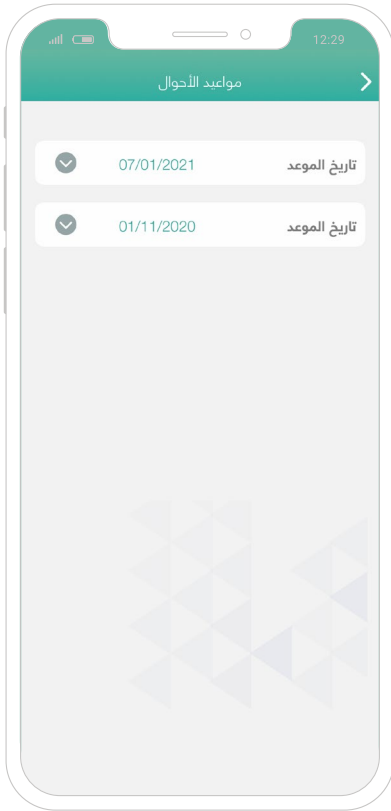 12:29
مواعيد الأحوال
تاريخ الموعد 07/01/2021
تاريخ الموعد 01/11/2020